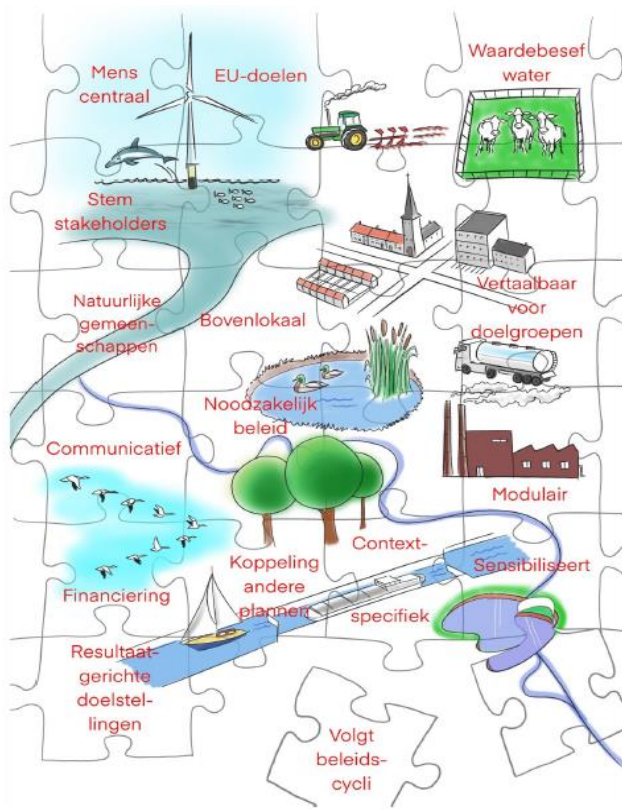 Mens
centraal
EU-doelen
Waardebesef
water
Stem
stakeholders
Natuurlijke
gemeen-
schappen
Bovenlokaal
Vertaalbaar
voor
doelgroepen
Noodzakelijk
beleid
Communicatief
Modulair
Financiering
Koppeling
andere
plannen
Context-
specifiek
Sensibiliseert
Resultaat-
gerichte
doelstel-
lingen
Volgt
beleids-
cycli